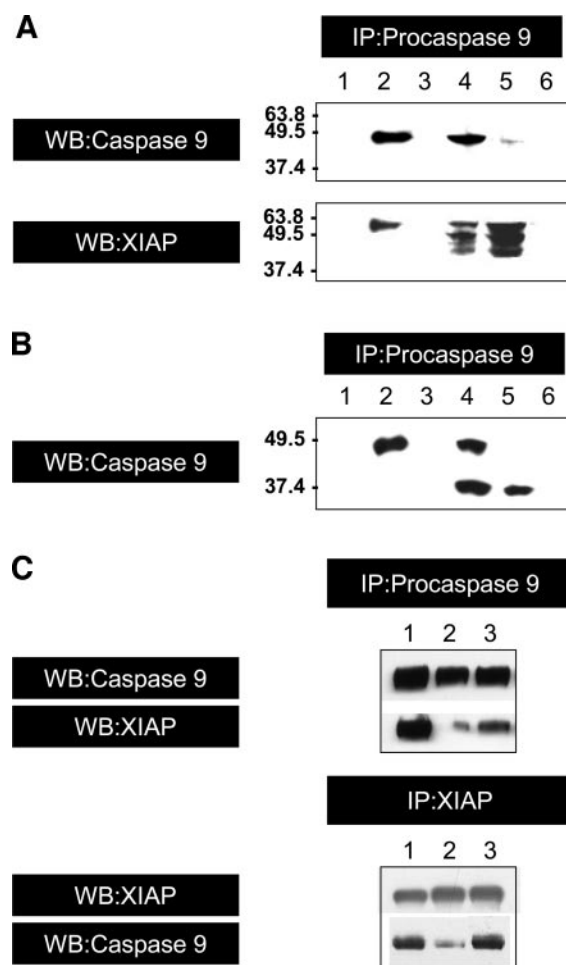 A
IP:Procaspase 9
1 2 3 4 5 6
WB:Caspase 9
63.8
49.5
37.4
WB:XIAP
63.8
49.5
37.4
B
IP:Procaspase 9
1 2 3 4 5 6
WB:Caspase 9
49.5
37.4
C
IP:Procaspase 9
1 2 3
WB:Caspase 9
WB:XIAP
IP:XIAP
1 2 3
WB:XIAP
WB:Caspase 9